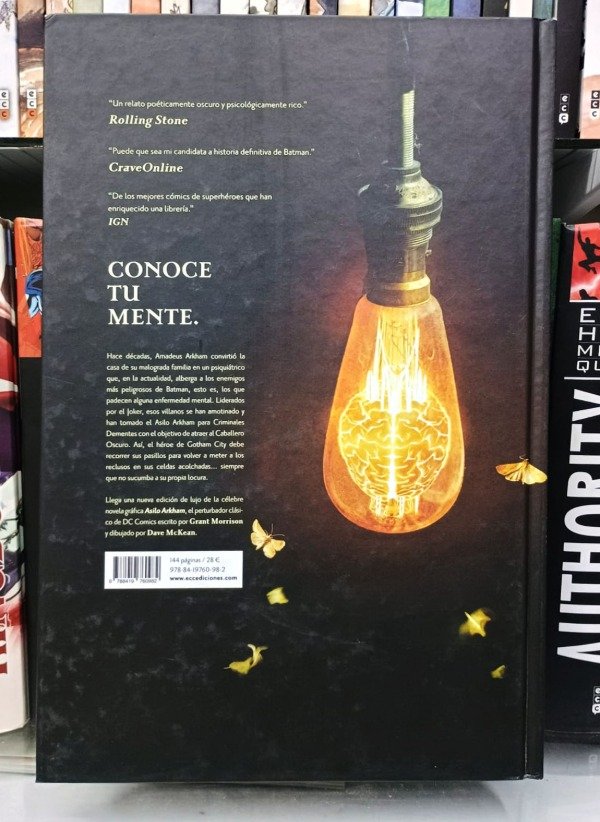 "Un relato poéticamente oscuro y psicológicamente rico."
Rolling Stone
"Puede que sea mi candidata a historia definitiva de Batman."
CraveOnline
"De los mejores cómics de superhéroes que han
enriquecido una librería."
IGN
CONOCE
TU
MENTE.
Hace décadas, Amadeus Arkham convirtió la
casa de su malograda familia en un psiquiátrico
que, en la actualidad, alberga a los enemigos
más peligrosos de Batman, esto es, los que
padecen alguna enfermedad mental. Liderados
por el Joker, esos villanos se han amotinado y
han tomado el Asilo Arkham para Criminales
Dementes con el objetivo de atraer al Caballero
Oscuro. Así, el héroe de Gotham City debe
recorrer sus pasillos para volver a meter a los
reclusos en sus celdas acolchadas... siempre
que no sucumba a su propia locura.
Llega una nueva edición de lujo de la célebre
novela gráfica Asilo Arkham, el perturbador clási-
co de DC Comics escrito por Grant Morrison
y dibujado por Dave McKean.
144 páginas / 28 €
978-84-19760-98-2
www.eccediciones.com
9 788419 760982
AUTHORITY
ecc
ecc
ecc
ecc